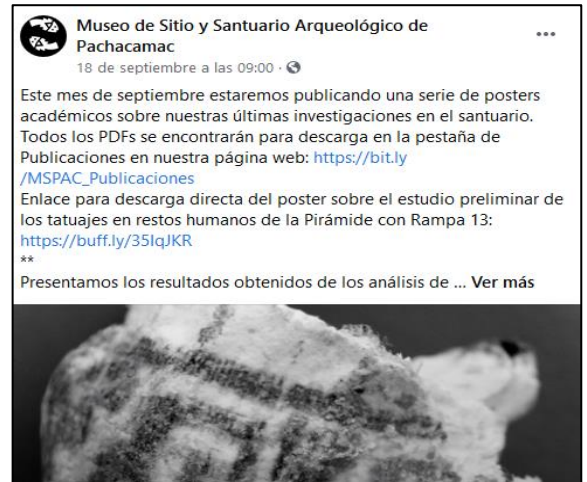 Museo de Sitio y Santuario Arqueológico de
Pachacamac
18 de septiembre a las 09:00 ·
Este mes de septiembre estaremos publicando una serie de posters
académicos sobre nuestras últimas investigaciones en el santuario.
Todos los PDFs se encontrarán para descarga en la pestaña de
Publicaciones en nuestra página web: https://bit.ly
/MSPAC_Publicaciones
Enlace para descarga directa del poster sobre el estudio preliminar de
los tatuajes en restos humanos de la Pirámide con Rampa 13:
https://buff.ly/35IqJKR
**
Presentamos los resultados obtenidos de los análisis de ... Ver más